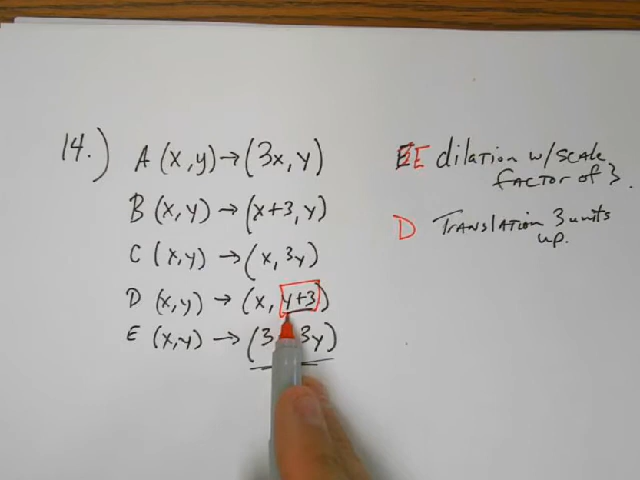 14.)
A (x,y)→(3x, y)
B (x,y)→(x+3, y)
C (x,y)→(x, 3y)
D (x,y)→(x, y+3)
E (x,y)→(3 3y)
E dilation w/ scale
factor of 3.
D Translation 3 units
up.